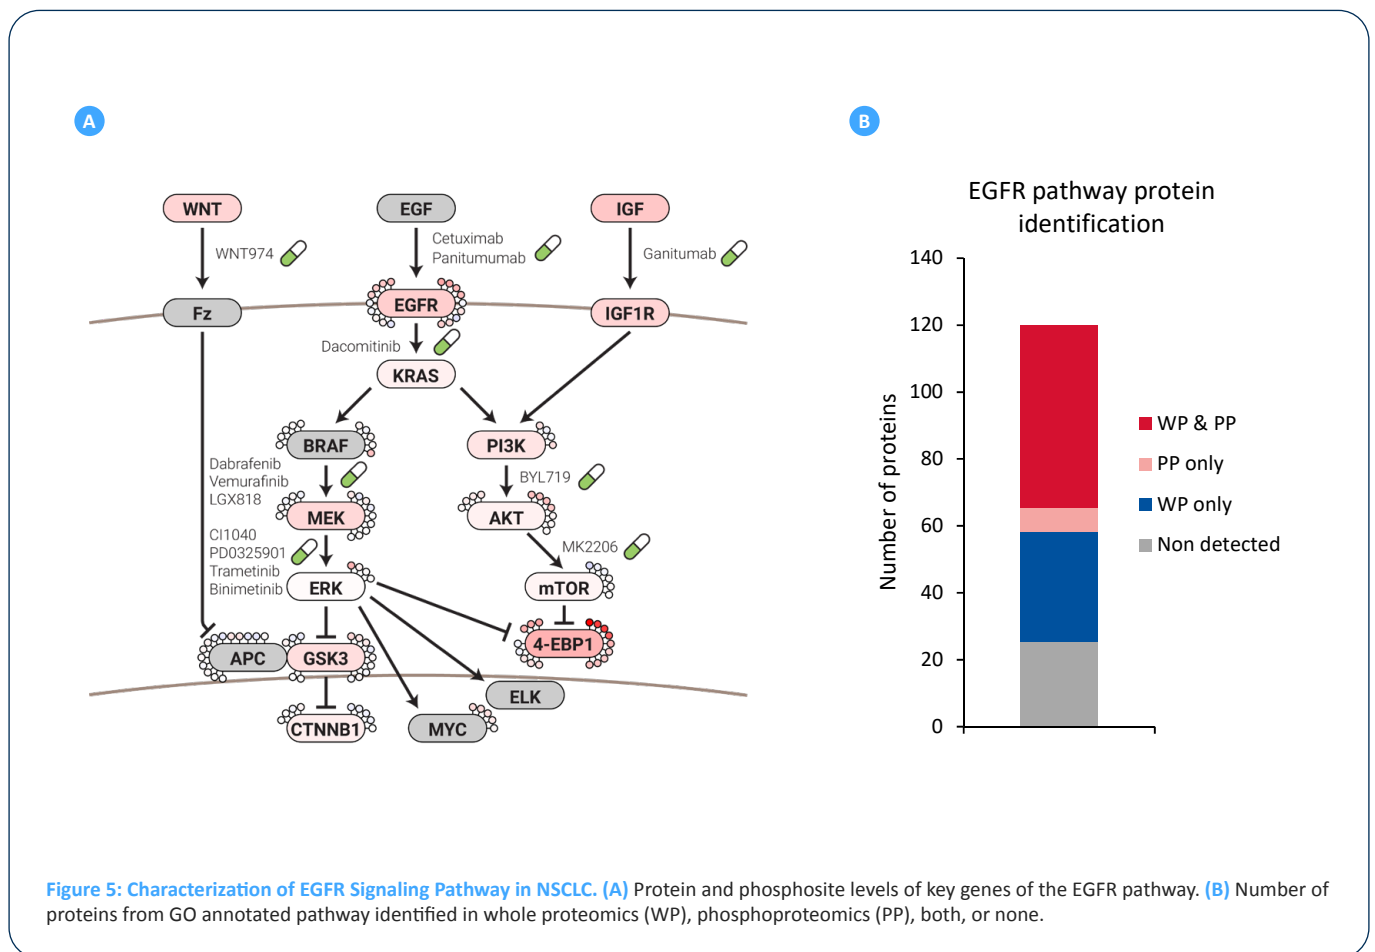 A
WNT
EGF
IGF
WNT974
Cetuximab
Panitumumab
Ganitumab
Fz
EGFR
IGF1R
Dacomitinib
KRAS
BRAF
PI3K
Dabrafenib
Vemurafinib
LGX818
BYL719
MEK
AKT
CI1040
PD0325901
Trametinib
Binimetinib
MK2206
ERK
mTOR
APC
GSK3
4-EBP1
ELK
CTNNB1
MYC
B
EGFR pathway protein
identification
Number of proteins
140
120
100
80
60
40
20
0
WP & PP
PP only
WP only
Non detected
Figure 5: Characterization of EGFR Signaling Pathway in NSCLC. (A) Protein and phosphosite levels of key genes of the EGFR pathway. (B) Number of
proteins from GO annotated pathway identified in whole proteomics (WP), phosphoproteomics (PP), both, or none.